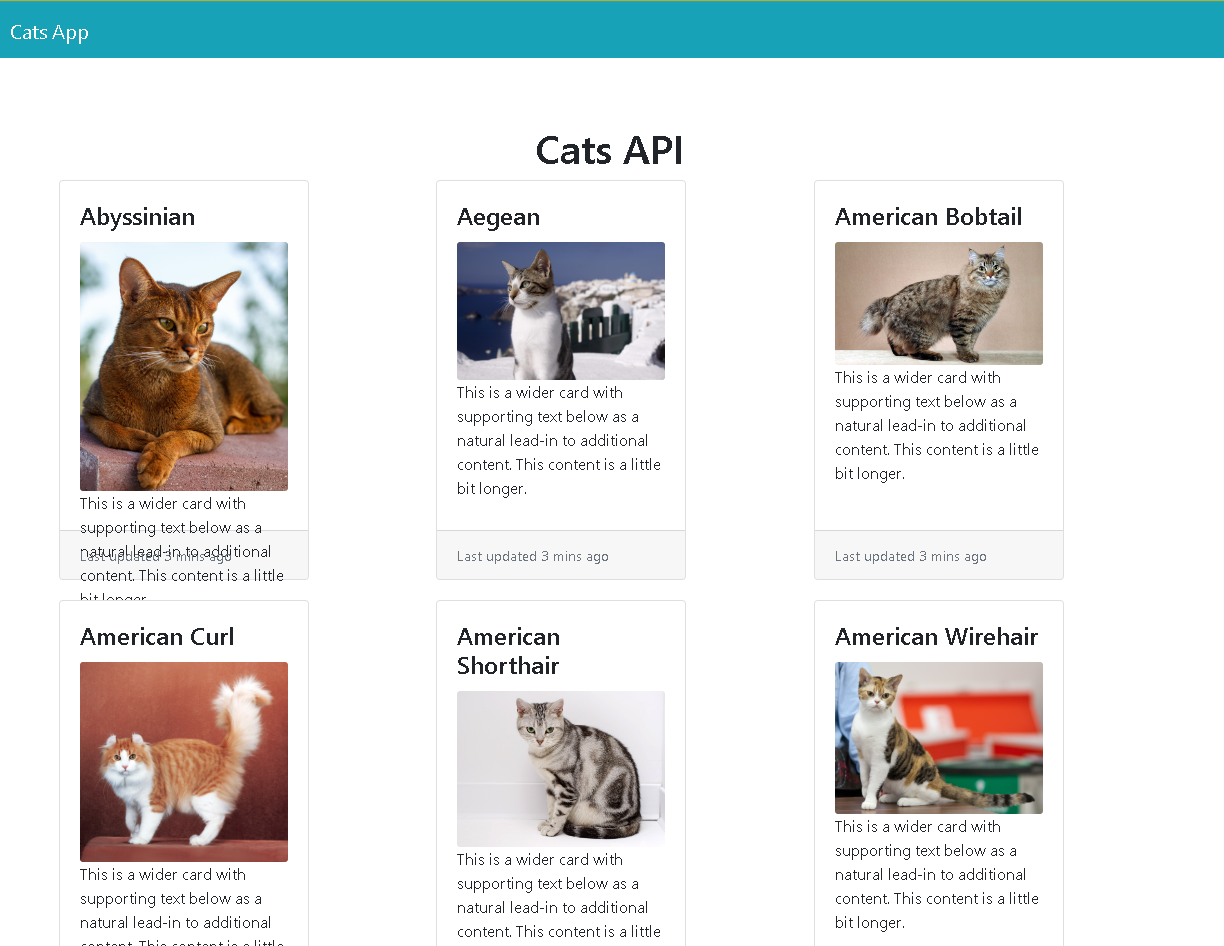 Cats App
Cats API
Abyssinian
This is a wider card with
supporting text below as a
natural lead-in to additional
content. This content is a little
bit longer.
Last updated 3 mins ago
Aegean
This is a wider card with
supporting text below as a
natural lead-in to additional
content. This content is a little
bit longer.
Last updated 3 mins ago
American Bobtail
This is a wider card with
supporting text below as a
natural lead-in to additional
content. This content is a little
bit longer.
Last updated 3 mins ago
American Curl
This is a wider card with
supporting text below as a
natural lead-in to additional
content. This content is a little
American
Shorthair
This is a wider card with
supporting text below as a
natural lead-in to additional
content. This content is a little
American Wirehair
This is a wider card with
supporting text below as a
natural lead-in to additional
content. This content is a little
bit longer.